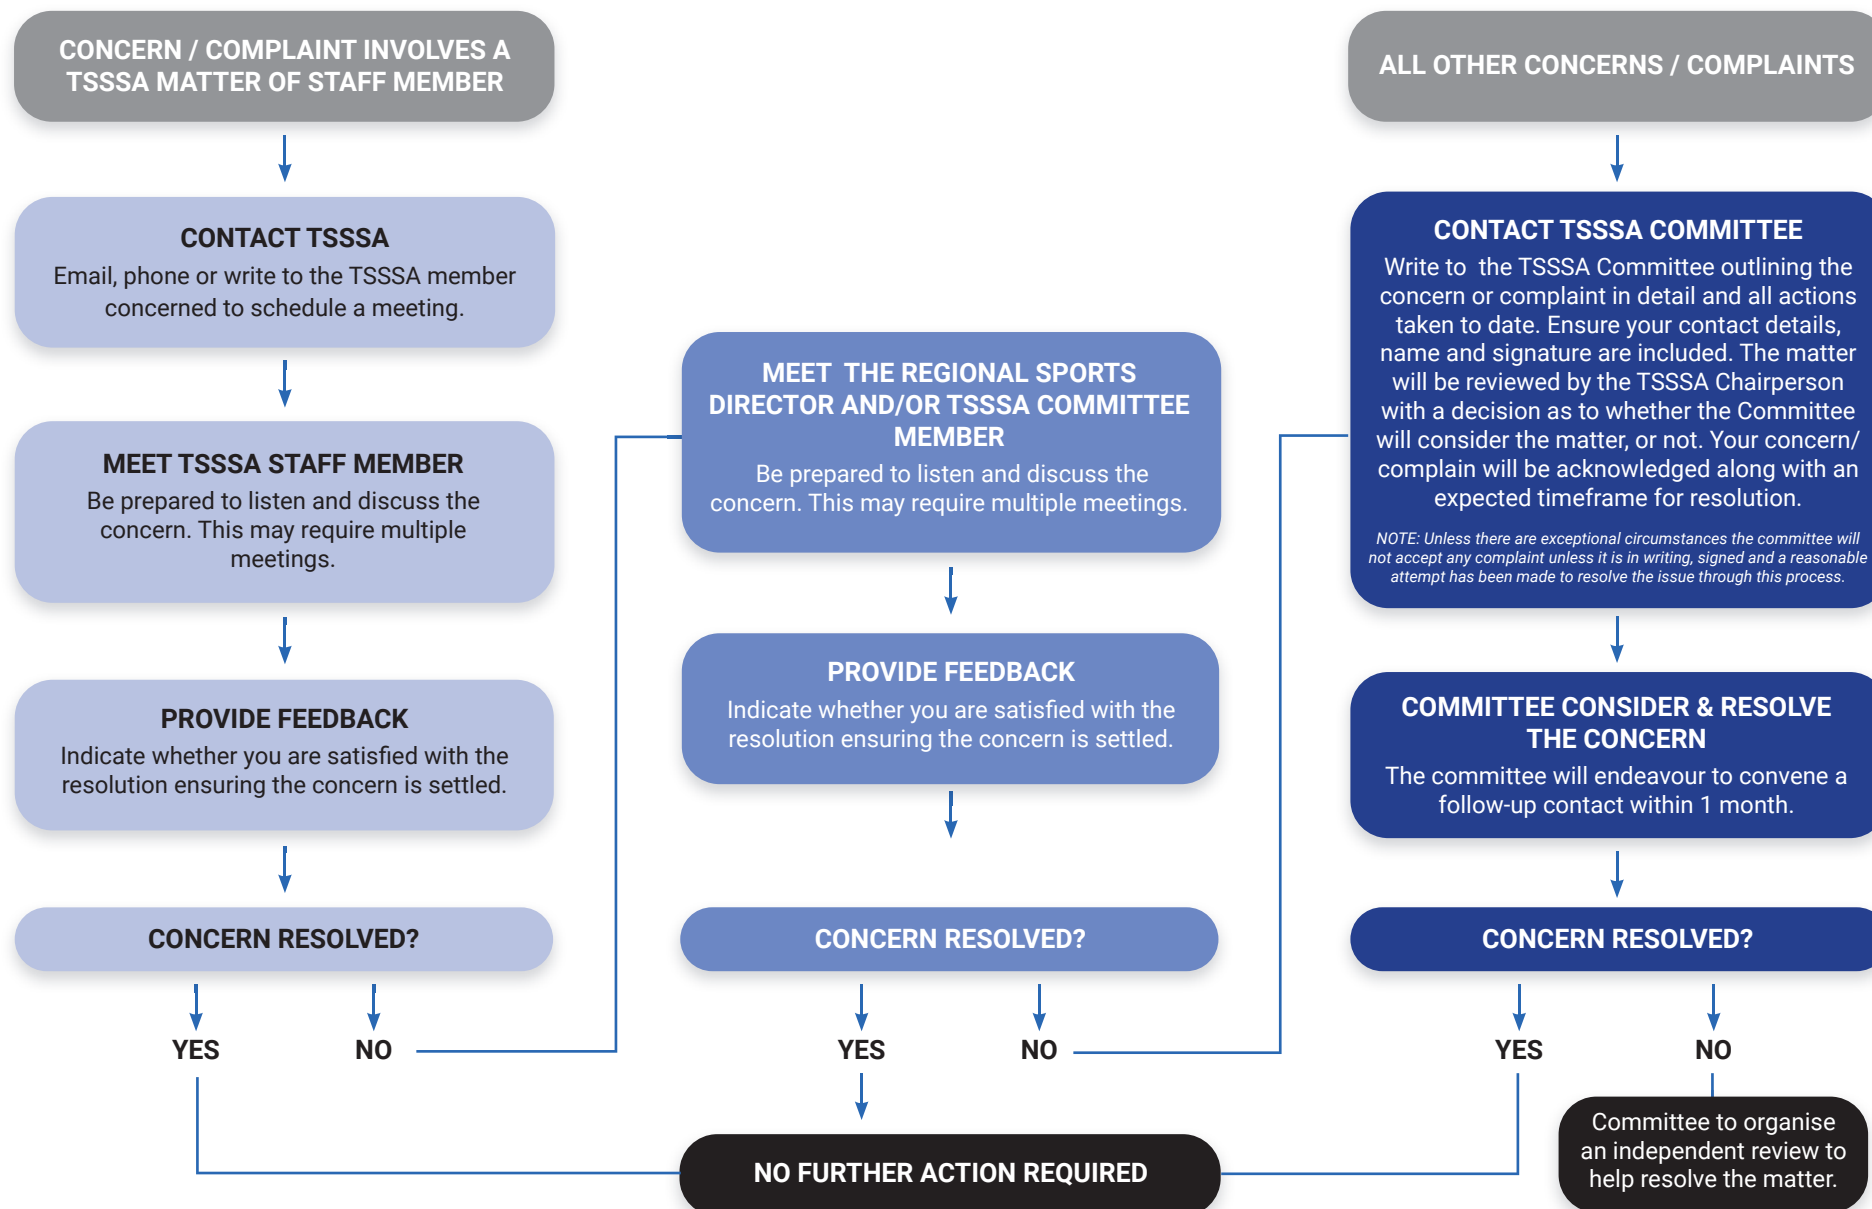 CONCERN / COMPLAINT INVOLVES A
TSSSA MATTER OF STAFF MEMBER
CONTACT TSSSA
Email, phone or write to the TSSSA member
concerned to schedule a meeting.
MEET TSSSA STAFF MEMBER
Be prepared to listen and discuss the
concern. This may require multiple
meetings.
PROVIDE FEEDBACK
Indicate whether you are satisfied with the
resolution ensuring the concern is settled.
CONCERN RESOLVED?
YES
NO
MEET THE REGIONAL SPORTS
DIRECTOR AND/OR TSSSA COMMITTEE
MEMBER
Be prepared to listen and discuss the
concern. This may require multiple meetings.
PROVIDE FEEDBACK
Indicate whether you are satisfied with the
resolution ensuring the concern is settled.
CONCERN RESOLVED?
YES
NO
NO FURTHER ACTION REQUIRED
ALL OTHER CONCERNS / COMPLAINTS
CONTACT TSSSA COMMITTEE
Write to the TSSSA Committee outlining the
concern or complaint in detail and all actions
taken to date. Ensure your contact details,
name and signature are included. The matter
will be reviewed by the TSSSA Chairperson
with a decision as to whether the Committee
will consider the matter, or not. Your concern/
complain will be acknowledged along with an
expected timeframe for resolution.
NOTE: Unless there are exceptional circumstances the committee will
not accept any complaint unless it is in writing, signed and a reasonable
attempt has been made to resolve the issue through this process.
COMMITTEE CONSIDER & RESOLVE
THE CONCERN
The committee will endeavour to convene a
follow-up contact within 1 month.
CONCERN RESOLVED?
YES
NO
Committee to organise
an independent review to
help resolve the matter.